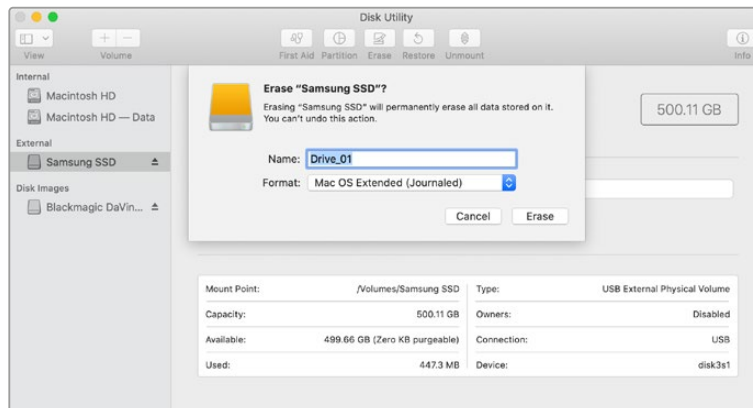 Disk Utility
View
Volume
First Aid
Partition
Erase
Restore
Unmount
Info
Internal
Macintosh HD
Macintosh HD — Data
External
Samsung SSD
Disk Images
Blackmagic DaVin...
Erase “Samsung SSD”?
Erasing “Samsung SSD” will permanently erase all data stored on it.
You can’t undo this action.
Name: Drive_01
Format: Mac OS Extended (Journaled)
Cancel
Erase
500.11 GB
Mount Point: /Volumes/Samsung SSD
Type: USB External Physical Volume
Capacity: 500.11 GB
Owners: Disabled
Available: 499.66 GB (Zero KB purgeable)
Connection: USB
Used: 447.3 MB
Device: disk3s1